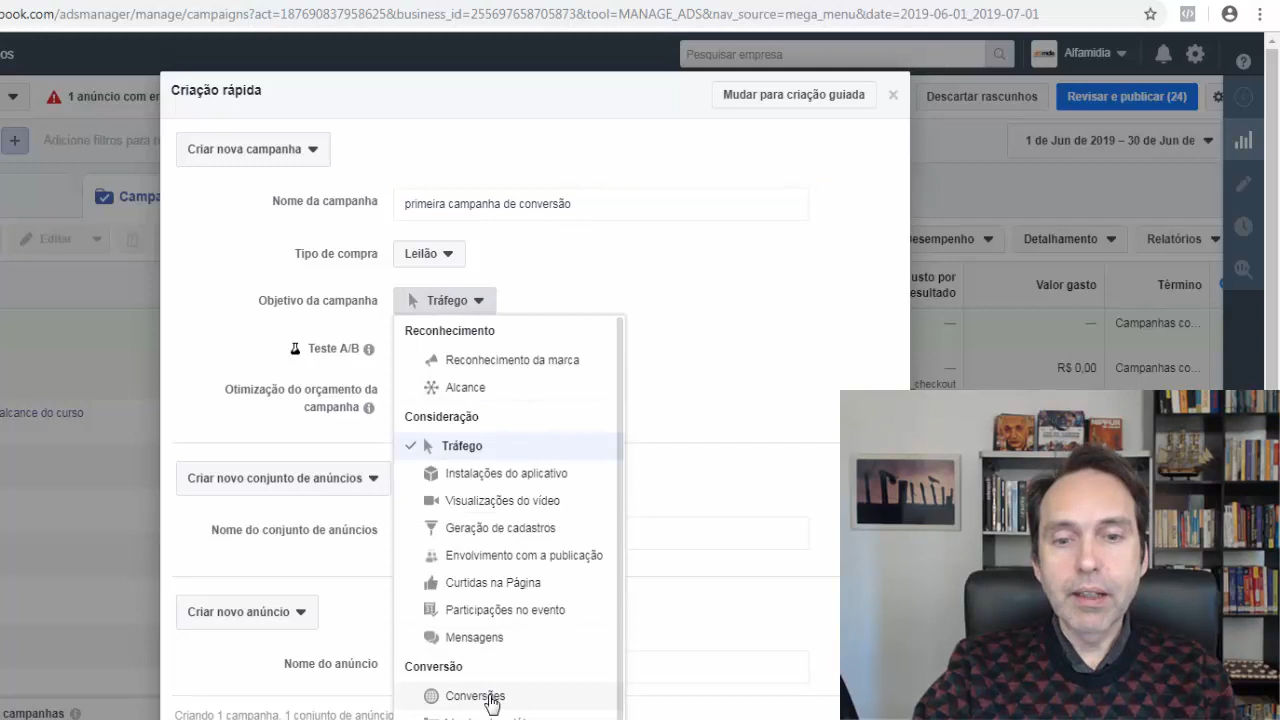 book.com/adsmanager/manage/campaigns?act=187690837958625&business_id=255697658705873&tool=MANAGE_ADS&nav_source=mega_menu&date=2019-06-01_2019-07-01
os
Pesquisar empresa
Alfamidia
Criação rápida
Mudar para criação guiada
1 anúncio com er
Descartar rascunhos
Revisar e publicar (24)
Adicione filtros para re
Criar nova campanha
1 de Jun de 2019 – 30 de Jun de
Campa
Nome da campanha
primeira campanha de conversão
Editar
Tipo de compra
Leilão
Desempenho
Detalhamento
Relatórios
Objetivo da campanha
Tráfego
usto por
resultado
Valor gasto
Término
Reconhecimento
Reconhecimento da marca
Alcance
Teste A/B
Otimização do orçamento da
campanha
Campanhas co...
R$ 0,00
Campanhas co...
_checkout
alcance do curso
Consideração
Tráfego
Instalações do aplicativo
Visualizações do vídeo
Geração de cadastros
Envolvimento com a publicação
Curtidas na Página
Participações no evento
Mensagens
Conversão
Conversões
Criar novo conjunto de anúncios
Nome do conjunto de anúncios
Criar novo anúncio
Nome do anúncio
campanhas
Criando 1 campanha, 1 conjunto de anúncio
NIPPUR